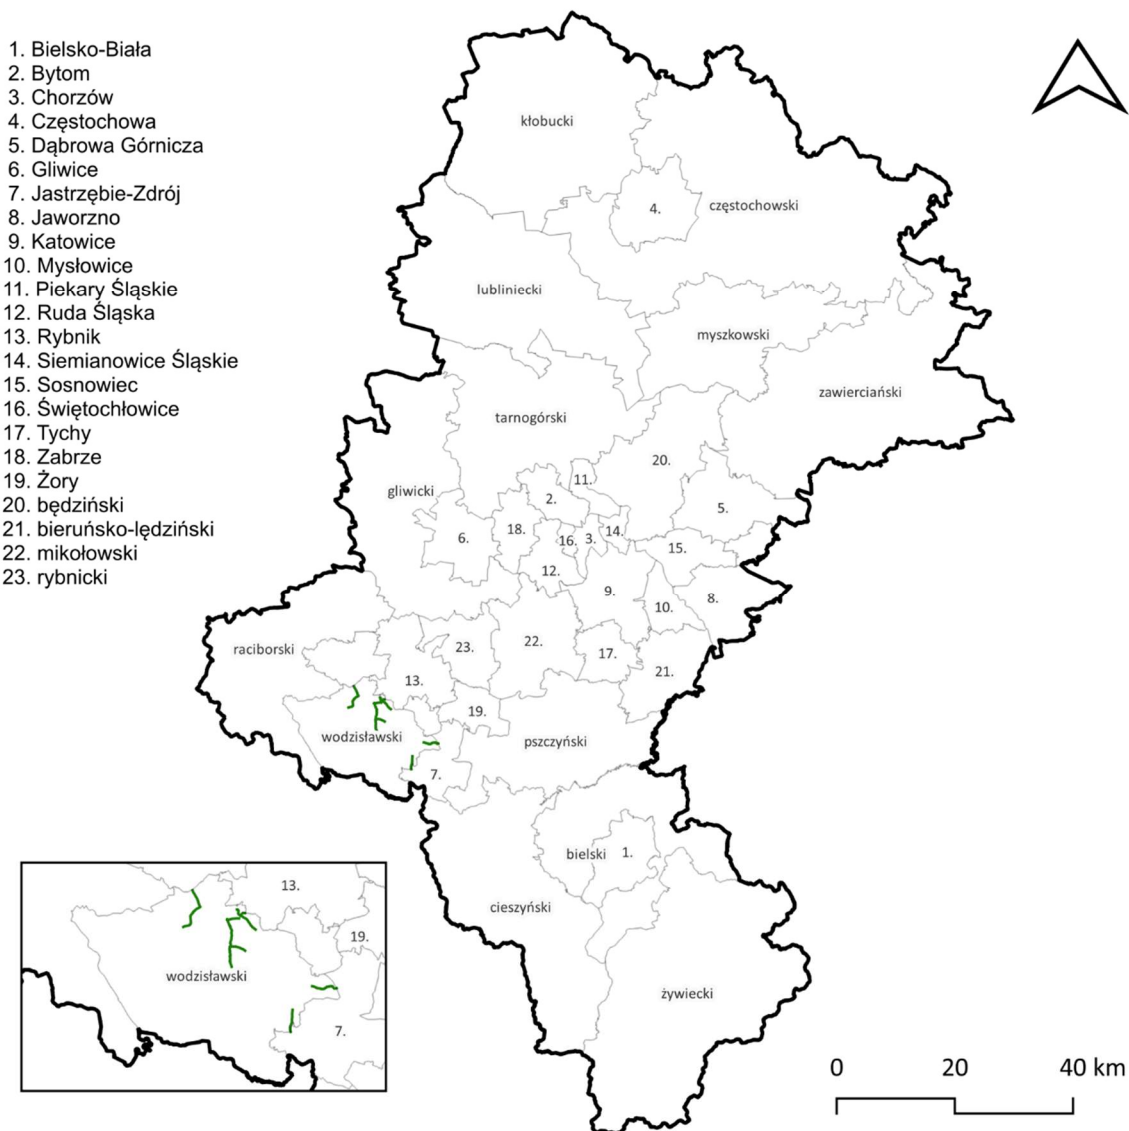 1. Bielsko-Biała
2. Bytom
3. Chorzów
4. Częstochowa
5. Dąbrowa Górnicza
6. Gliwice
7. Jastrzębie-Zdrój
8. Jaworzno
9. Katowice
10. Mysłowice
11. Piekary Śląskie
12. Ruda Śląska
13. Rybnik
14. Siemianowice Śląskie
15. Sosnowiec
16. Świętochłowice
17. Tychy
18. Zabrze
19. Żory
20. będziński
21. bieruńsko-lędziński
22. mikołowski
23. rybnicki
kłobucki
4.
częstochowski
lubliniecki
myszkowski
zawierciański
tarnogórski
20.
gliwicki
11.
2.
5.
18.
6.
16.
3.
14.
15.
12.
9.
10.
8.
raciborski
23.
22.
17.
21.
13.
19.
wodzisławski
pszczyński
7.
bielski
1.
cieszyński
żywiecki
13.
19.
wodzisławski
7.
0 20 40 km